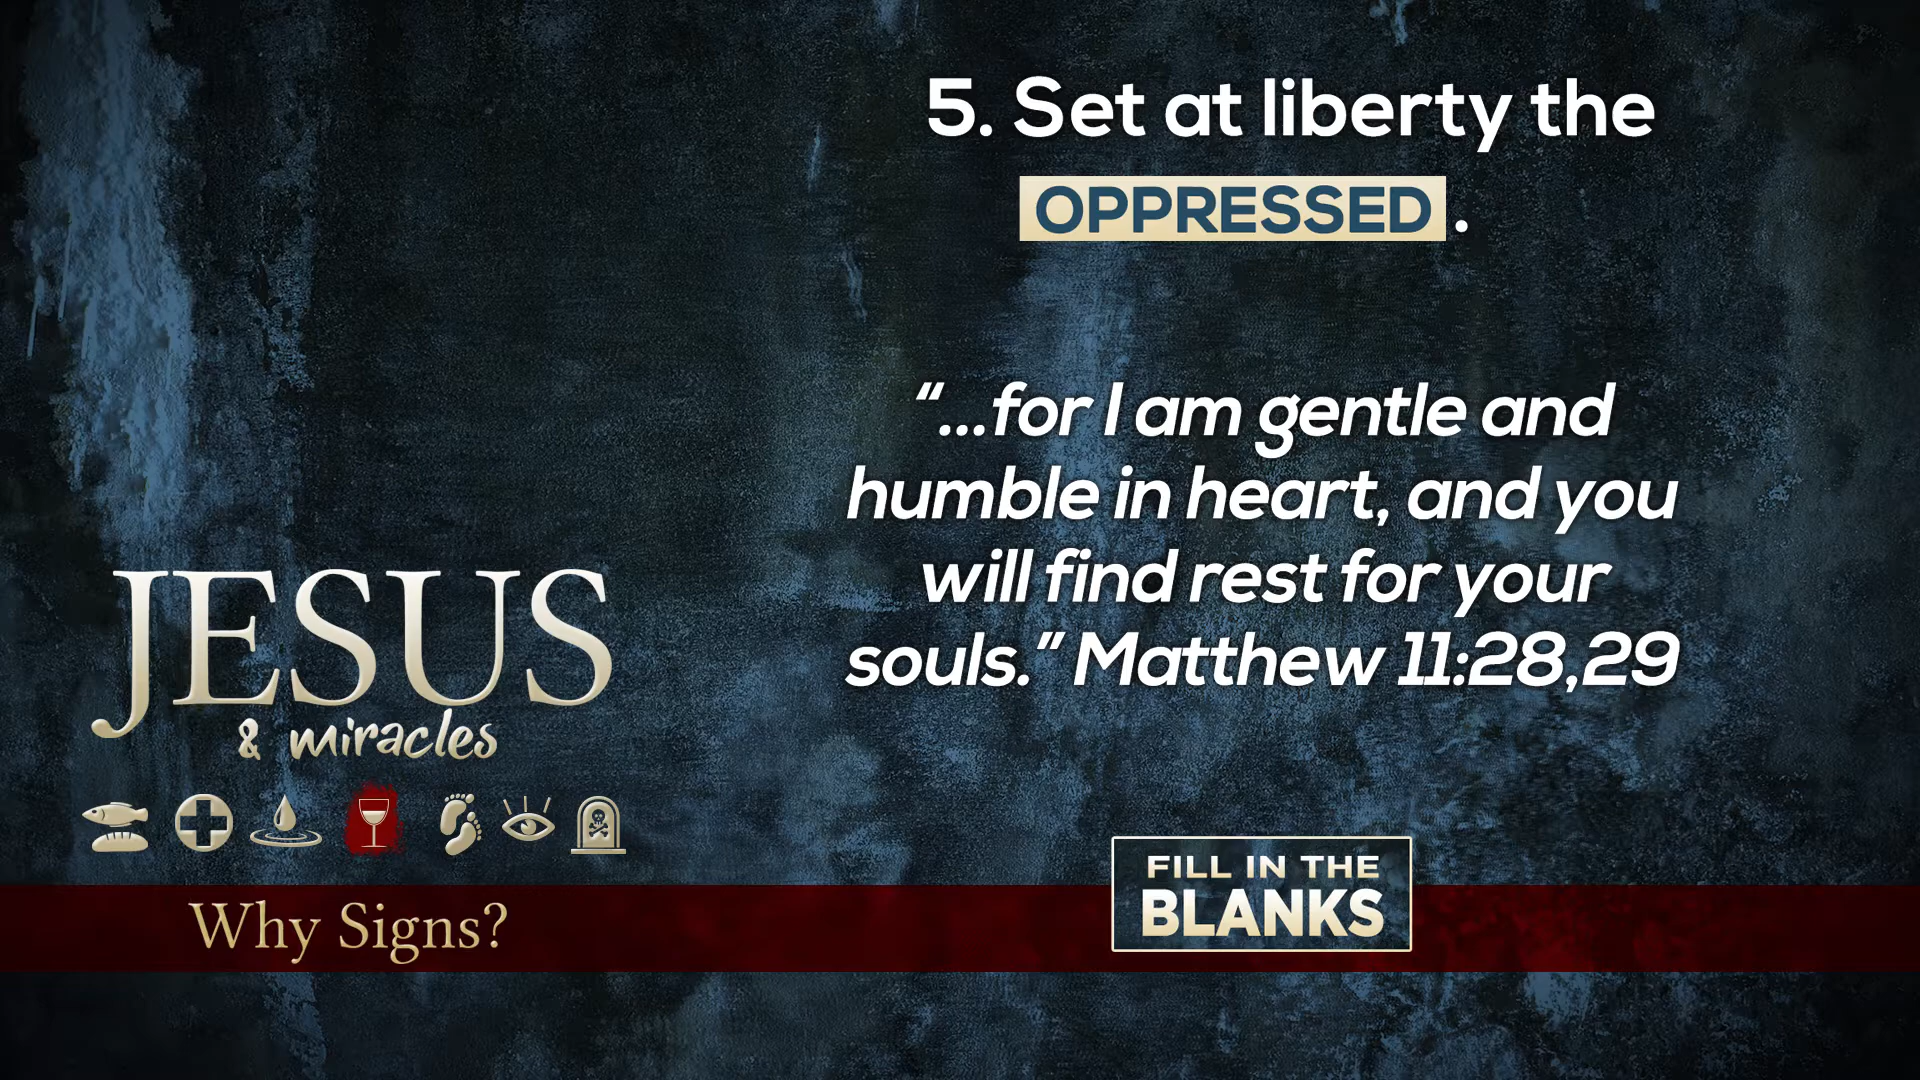 5. Set at liberty the
OPPRESSED.
“...for I am gentle and
humble in heart, and you
will find rest for your
souls.” Matthew 11:28,29
JESUS
& miracles
Why Signs?
FILL IN THE
BLANKS